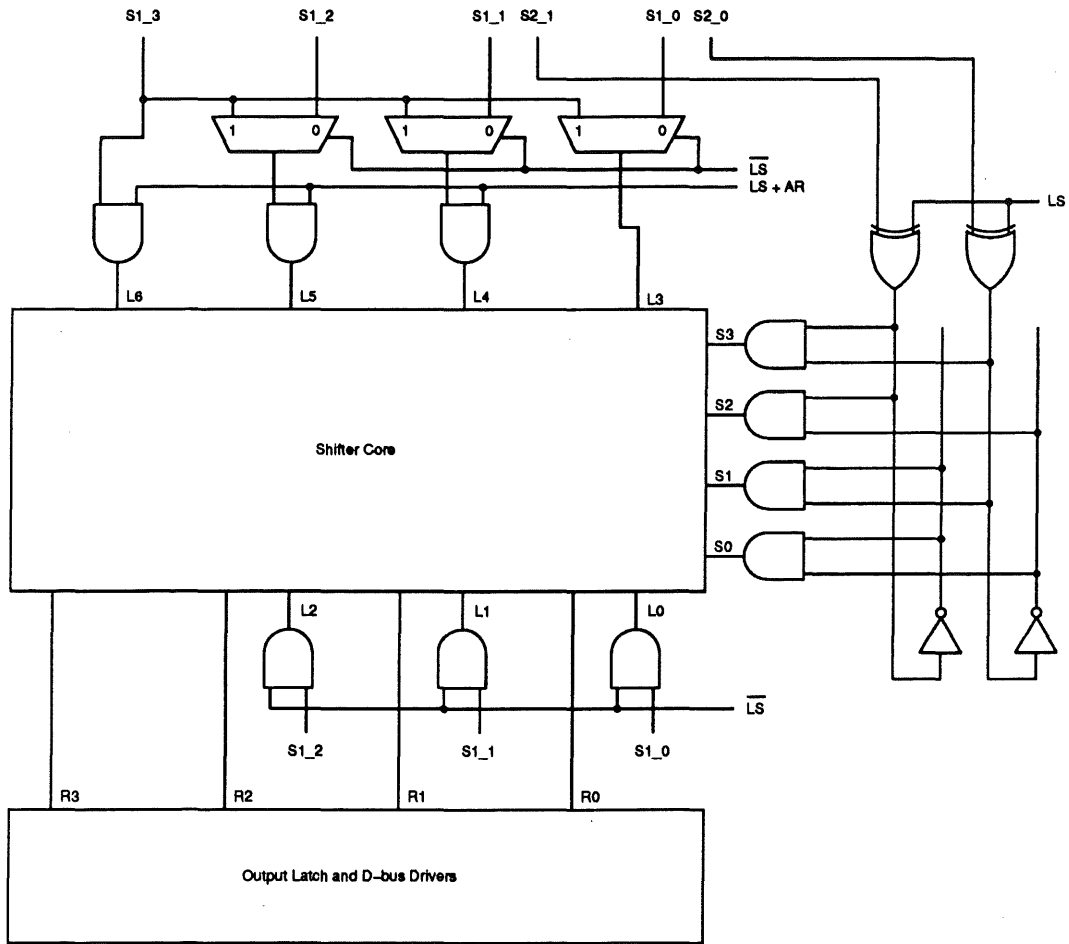 S1_3 S1_2 S1_1 S2_1 S1_0 S2_0
1 0 1 0 1 0
L̅S̅
LS + AR
LS
L6 L5 L4 L3
S3
S2
Shifter Core
S1
S0
L2 L1 L0
L̅S̅
S1_2 S1_1 S1_0
R3 R2 R1 R0
Output Latch and D-bus Drivers